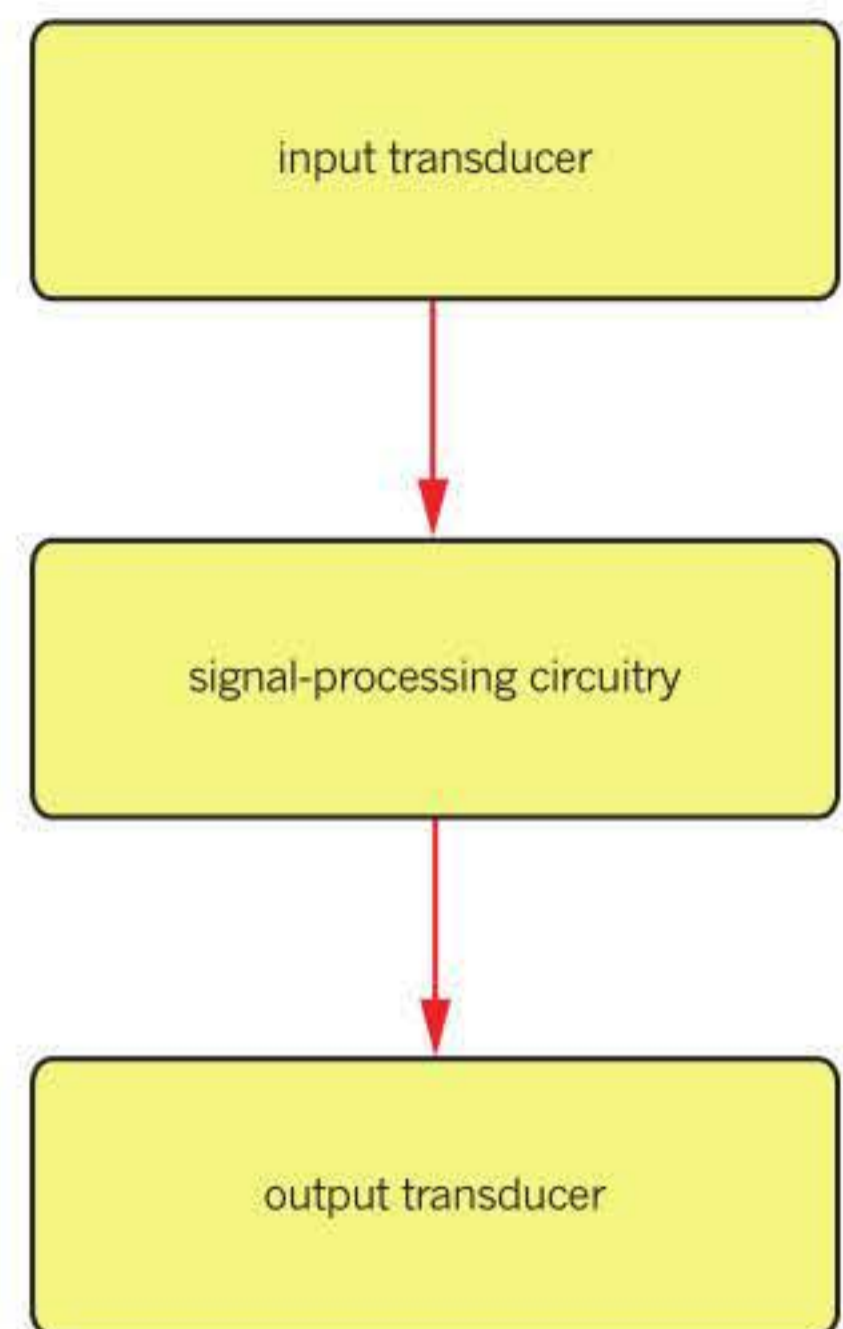 input transducer
signal-processing circuitry
output transducer